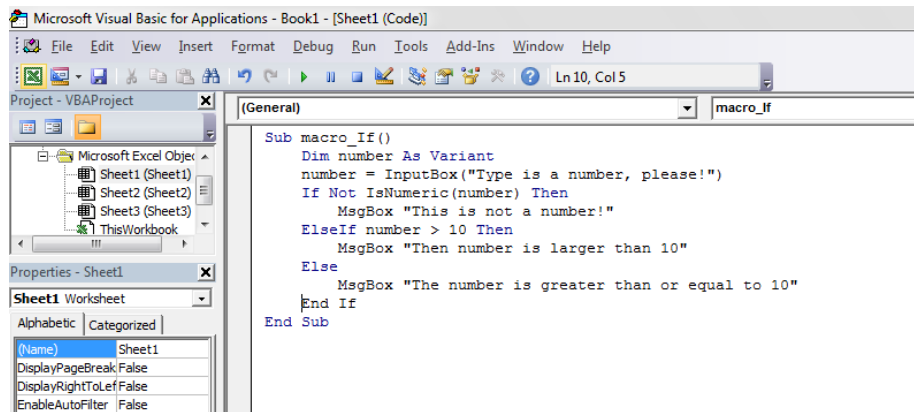 Microsoft Visual Basic for Applications - Book1 - [Sheet1 (Code)]
File Edit View Insert Format Debug Run Tools Add-Ins Window Help
Ln 10, Col 5
Project - VBAProject
Microsoft Excel Objec
Sheet1 (Sheet1)
Sheet2 (Sheet2)
Sheet3 (Sheet3)
ThisWorkbook
Properties - Sheet1
Sheet1 Worksheet
Alphabetic Categorized
(Name) Sheet1
DisplayPageBreak False
DisplayRightToLef False
EnableAutoFilter False
(General) macro_If
Sub macro_If()
Dim number As Variant
number = InputBox("Type is a number, please!")
If Not IsNumeric(number) Then
MsgBox "This is not a number!"
ElseIf number > 10 Then
MsgBox "Then number is larger than 10"
Else
MsgBox "The number is greater than or equal to 10"
End If
End Sub